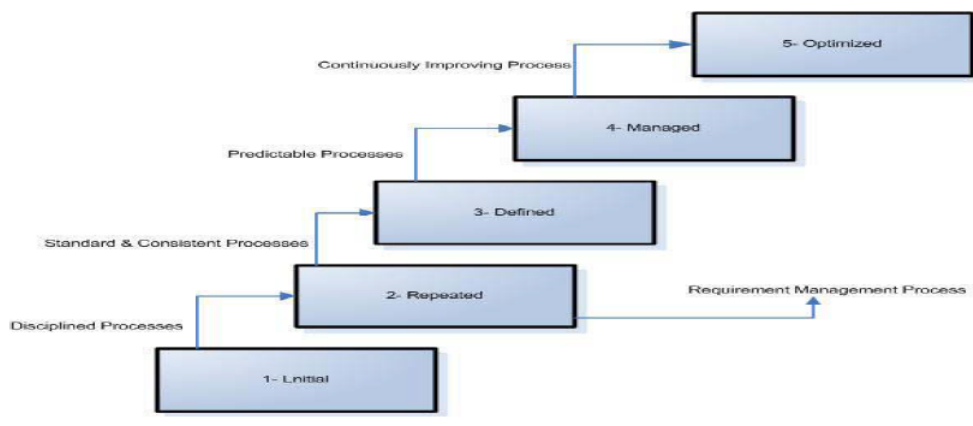 5- Optimized
Continuously Improving Process
4- Managed
Predictable Processes
3- Defined
Standard & Consistent Processes
2- Repeated
Requirement Management Process
Disciplined Processes
1- Lnitial